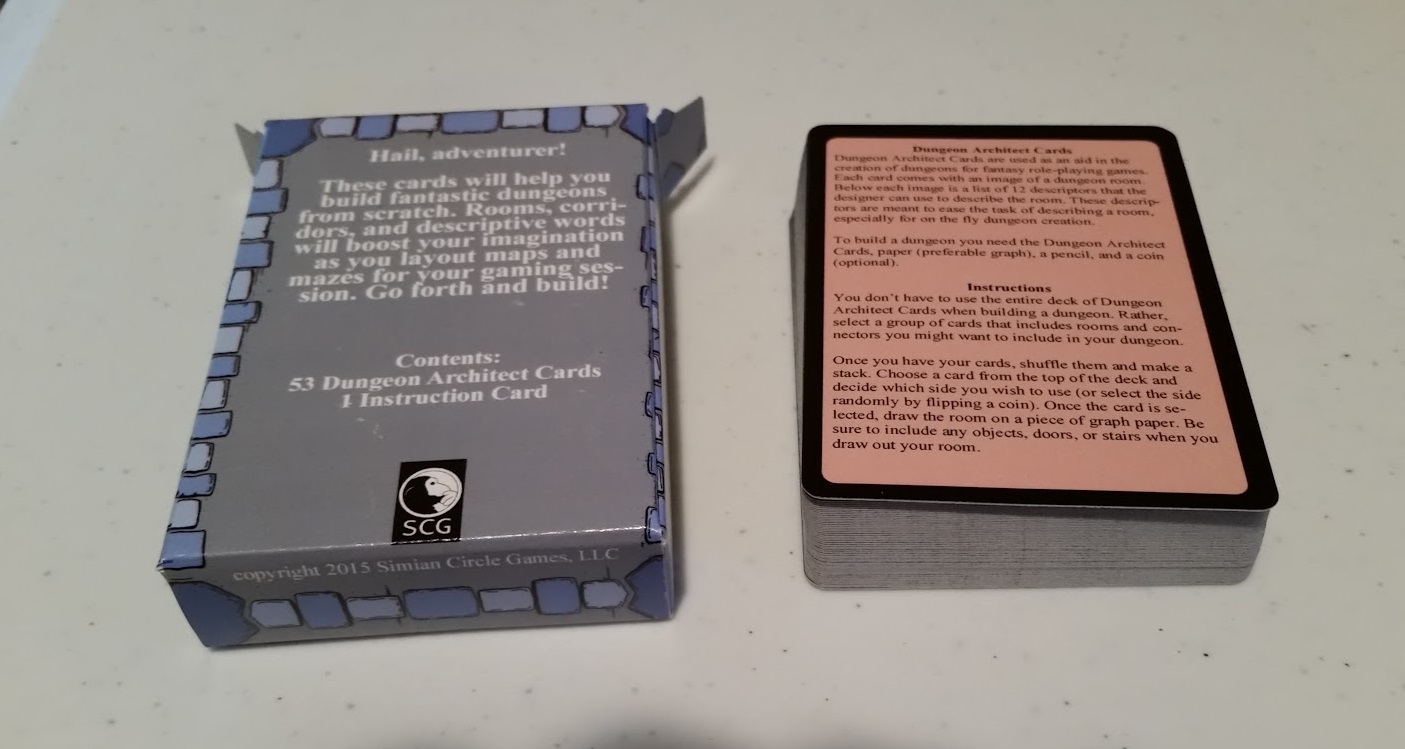 Hail, adventurer!
These cards will help you
build fantastic dungeons
from scratch. Rooms, corri-
dors, and descriptive words
will boost your imagination
as you layout maps and
mazes for your gaming ses-
sion. Go forth and build!
Contents:
53 Dungeon Architect Cards
1 Instruction Card
SCG
copyright 2015 Simian Circle Games, LLC
Dungeon Architect Cards
Dungeon Architect Cards are used as an aid in the
creation of dungeons for fantasy role-playing games.
Each card comes with an image of a dungeon room.
Below each image is a list of 12 descriptors that the
designer can use to describe the room. These descrip-
tors are meant to ease the task of describing a room,
especially for on the fly dungeon creation.
To build a dungeon you need the Dungeon Architect
Cards, paper (preferable graph), a pencil, and a coin
(optional).
Instructions
You don't have to use the entire deck of Dungeon
Architect Cards when building a dungeon. Rather,
select a group of cards that includes rooms and con-
nectors you might want to include in your dungeon.
Once you have your cards, shuffle them and make a
stack. Choose a card from the top of the deck and
decide which side you wish to use (or select the side
randomly by flipping a coin). Once the card is se-
lected, draw the room on a piece of graph paper. Be
sure to include any objects, doors, or stairs when you
draw out your room.